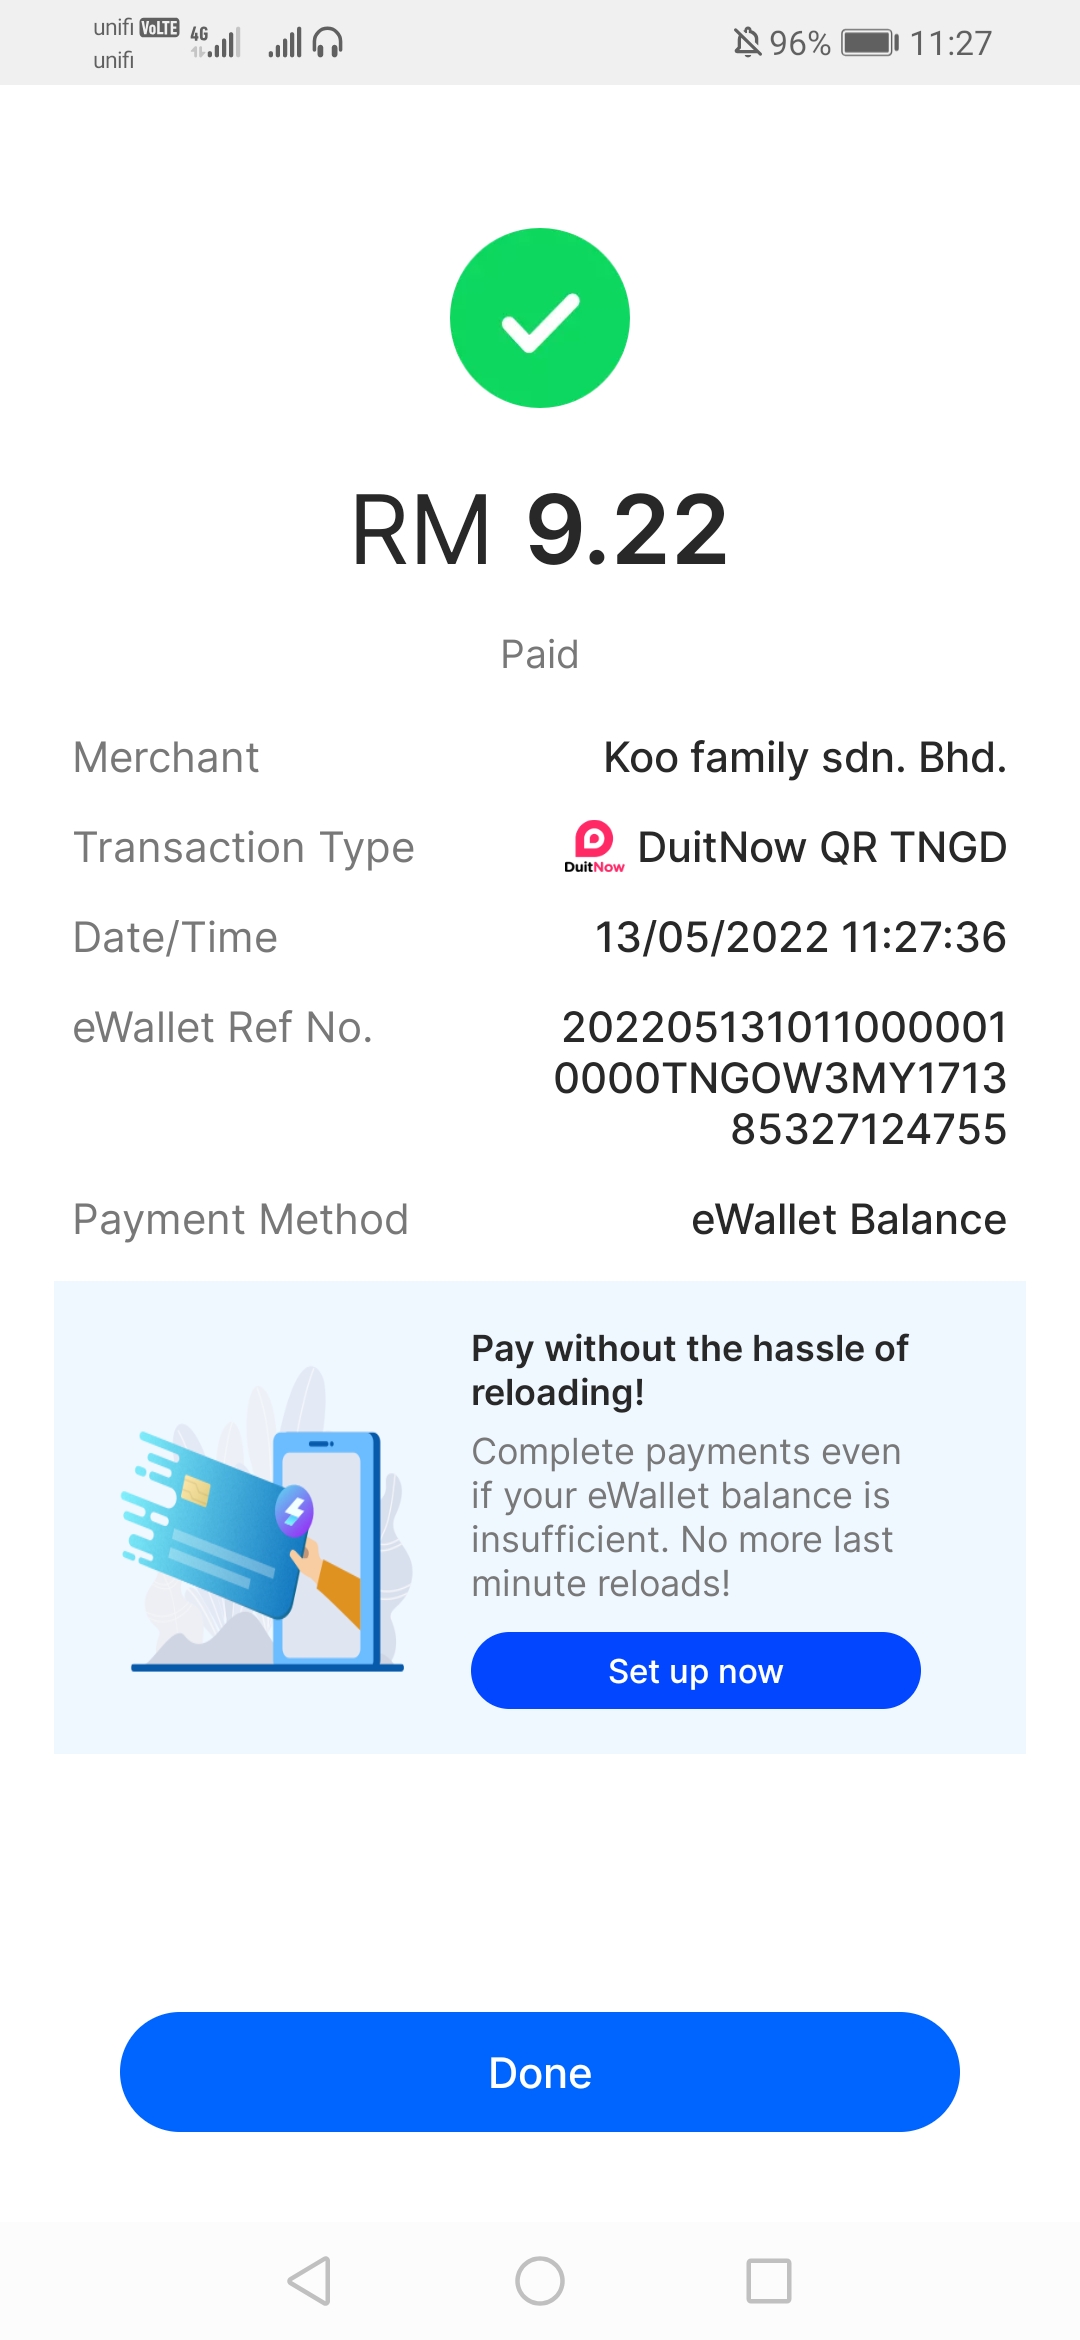 unifi VoLTE 4G 96% 11:27
unifi
RM 9.22
Paid
Merchant Koo family sdn. Bhd.
Transaction Type DuitNow DuitNow QR TNGD
Date/Time 13/05/2022 11:27:36
eWallet Ref No. 202205131011000001
0000TNGOW3MY1713
85327124755
Payment Method eWallet Balance
Pay without the hassle of
reloading!
Complete payments even
if your eWallet balance is
insufficient. No more last
minute reloads!
Set up now
Done